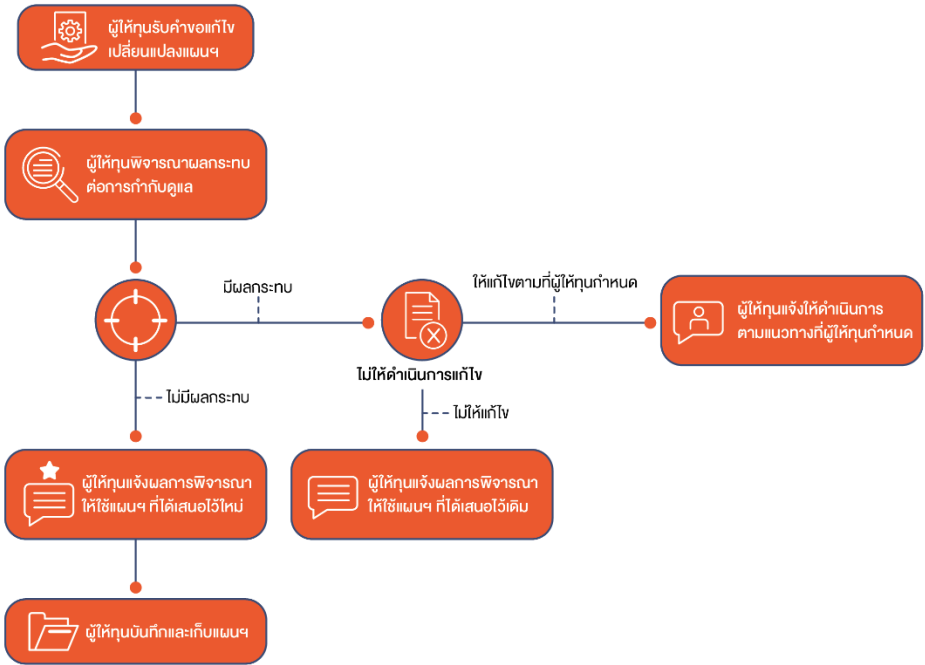 ผู้ให้ทุนรับคำขอแก้ไข
เปลี่ยนแปลงแผนฯ
ผู้ให้ทุนพิจารณาผลกระทบ
ต่อการกำกับดูแล
มีผลกระทบ
ให้แก้ไขตามที่ผู้ให้ทุนกำหนด
ผู้ให้ทุนแจ้งให้ดำเนินการ
ตามแนวทางที่ผู้ให้ทุนกำหนด
ไม่ให้ดำเนินการแก้ไข
ไม่มีผลกระทบ
ไม่ให้แก้ไข
ผู้ให้ทุนแจ้งผลการพิจารณา
ให้ใช้แผนฯ ที่ได้เสนอไว้ใหม่
ผู้ให้ทุนแจ้งผลการพิจารณา
ให้ใช้แผนฯ ที่ได้เสนอไว้เดิม
ผู้ให้ทุนบันทึกและเก็บแผนฯ